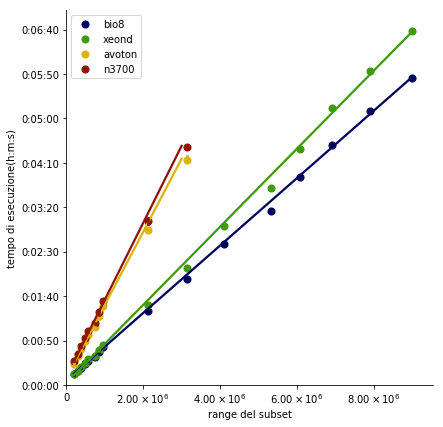 bio8
xeond
avoton
n3700
tempo di esecuzione(h:m:s)
0:06:40
0:05:50
0:05:00
0:04:10
0:03:20
0:02:30
0:01:40
0:00:50
0:00:00
0 2.00 × 10⁶ 4.00 × 10⁶ 6.00 × 10⁶ 8.00 × 10⁶
range del subset